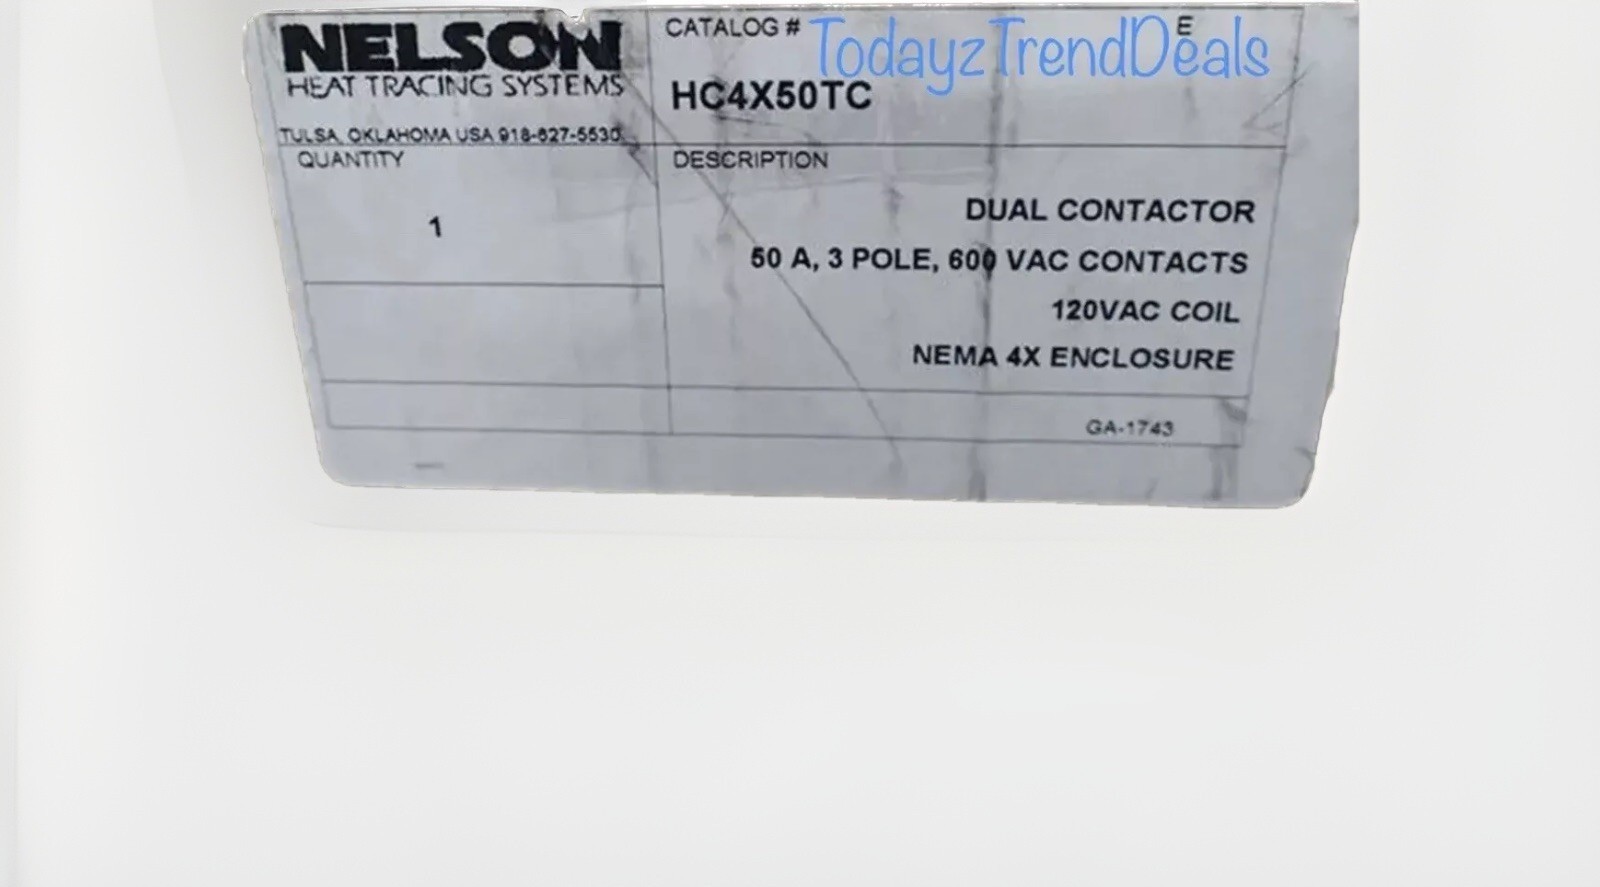 NELSON
HEAT TRACING SYSTEMS
TULSA, OKLAHOMA USA 918-627-5530
CATALOG #
E
TodayzTrendDeals
HC4X50TC
QUANTITY
1
DESCRIPTION
DUAL CONTACTOR
50 A, 3 POLE, 600 VAC CONTACTS
120VAC COIL
NEMA 4X ENCLOSURE
GA-1743